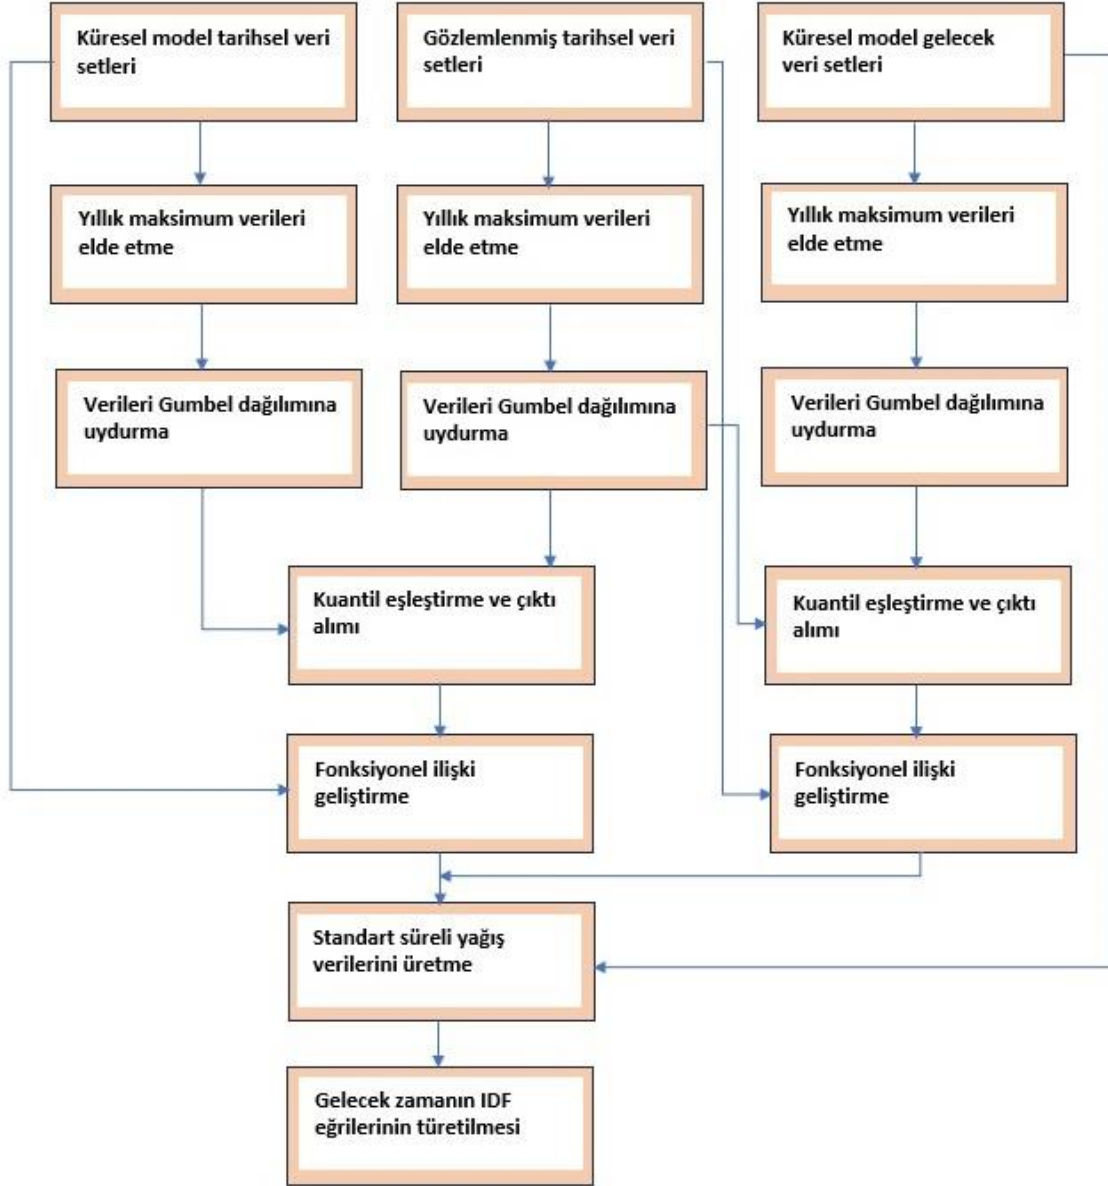 Küresel model tarihsel veri
setleri
Gözlemlenmiş tarihsel veri
setleri
Küresel model gelecek
veri setleri
Yıllık maksimum verileri
elde etme
Yıllık maksimum verileri
elde etme
Yıllık maksimum verileri
elde etme
Verileri Gumbel dağılımına
uydurma
Verileri Gumbel dağılımına
uydurma
Verileri Gumbel dağılımına
uydurma
Kuantil eşleştirme ve çıktı
alımı
Kuantil eşleştirme ve çıktı
alımı
Fonksiyonel ilişki
geliştirme
Fonksiyonel ilişki
geliştirme
Standart süreli yağış
verilerini üretme
Gelecek zamanın IDF
eğrilerinin türetilmesi